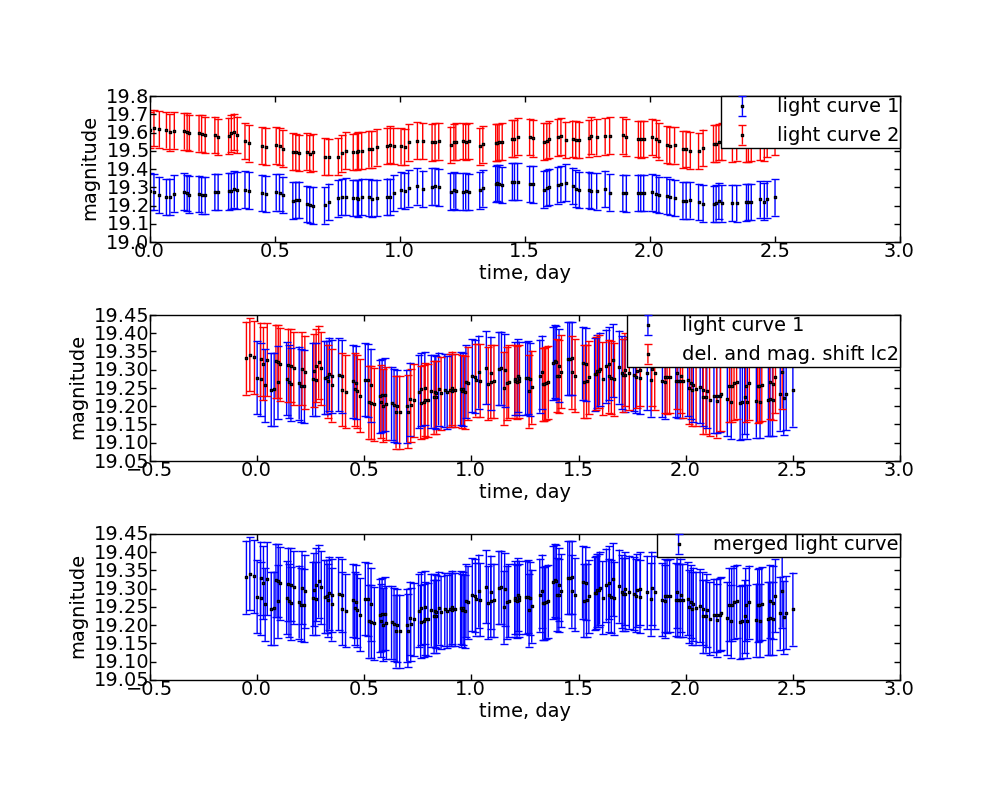 19.8
19.7
19.6
19.5
19.4
19.3
19.2
19.1
19.0
magnitude
light curve 1
light curve 2
0.0 0.5 1.0 1.5 2.0 2.5 3.0
time, day
19.45
19.40
19.35
19.30
19.25
19.20
19.15
19.10
19.05
magnitude
light curve 1
del. and mag. shift lc2
−0.5 0.0 0.5 1.0 1.5 2.0 2.5 3.0
time, day
19.45
19.40
19.35
19.30
19.25
19.20
19.15
19.10
19.05
magnitude
merged light curve
−0.5 0.0 0.5 1.0 1.5 2.0 2.5 3.0
time, day